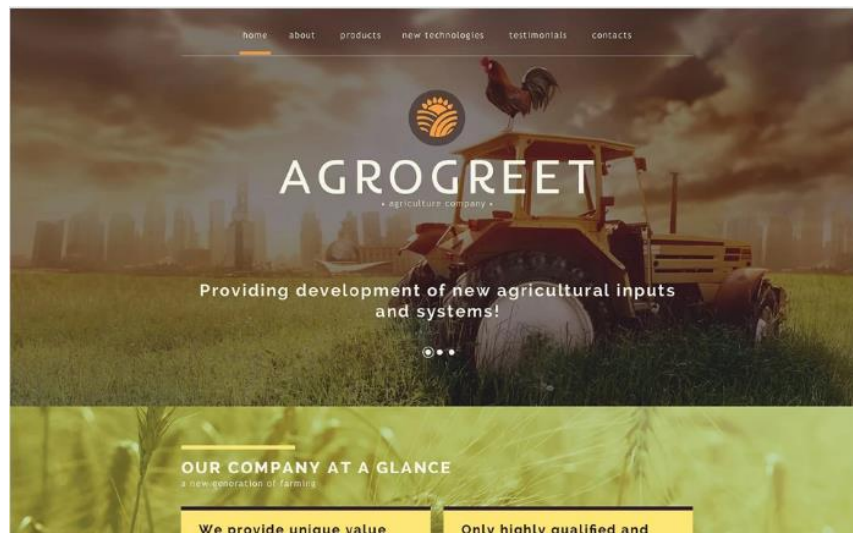 home about products new technologies testimonials contacts
AGROGREET
• agriculture company •
Providing development of new agricultural inputs
and systems!
OUR COMPANY AT A GLANCE
a new generation of farming
We provide unique value
Only highly qualified and